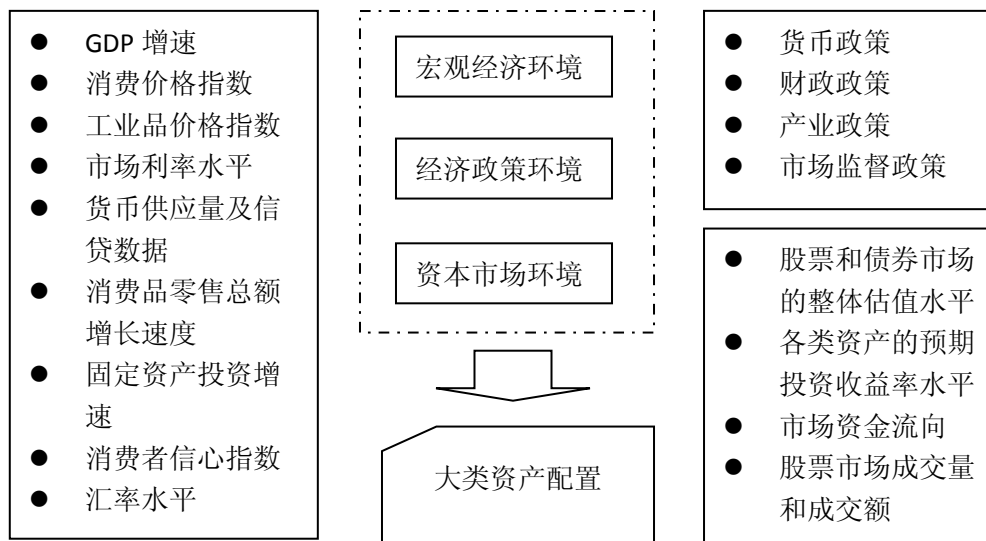 ● GDP 增速
● 消费价格指数
● 工业品价格指数
● 市场利率水平
● 货币供应量及信
贷数据
● 消费品零售总额
增长速度
● 固定资产投资增
速
● 消费者信心指数
● 汇率水平
宏观经济环境
经济政策环境
资本市场环境
大类资产配置
● 货币政策
● 财政政策
● 产业政策
● 市场监督政策
● 股票和债券市场
的整体估值水平
● 各类资产的预期
投资收益率水平
● 市场资金流向
● 股票市场成交量
和成交额